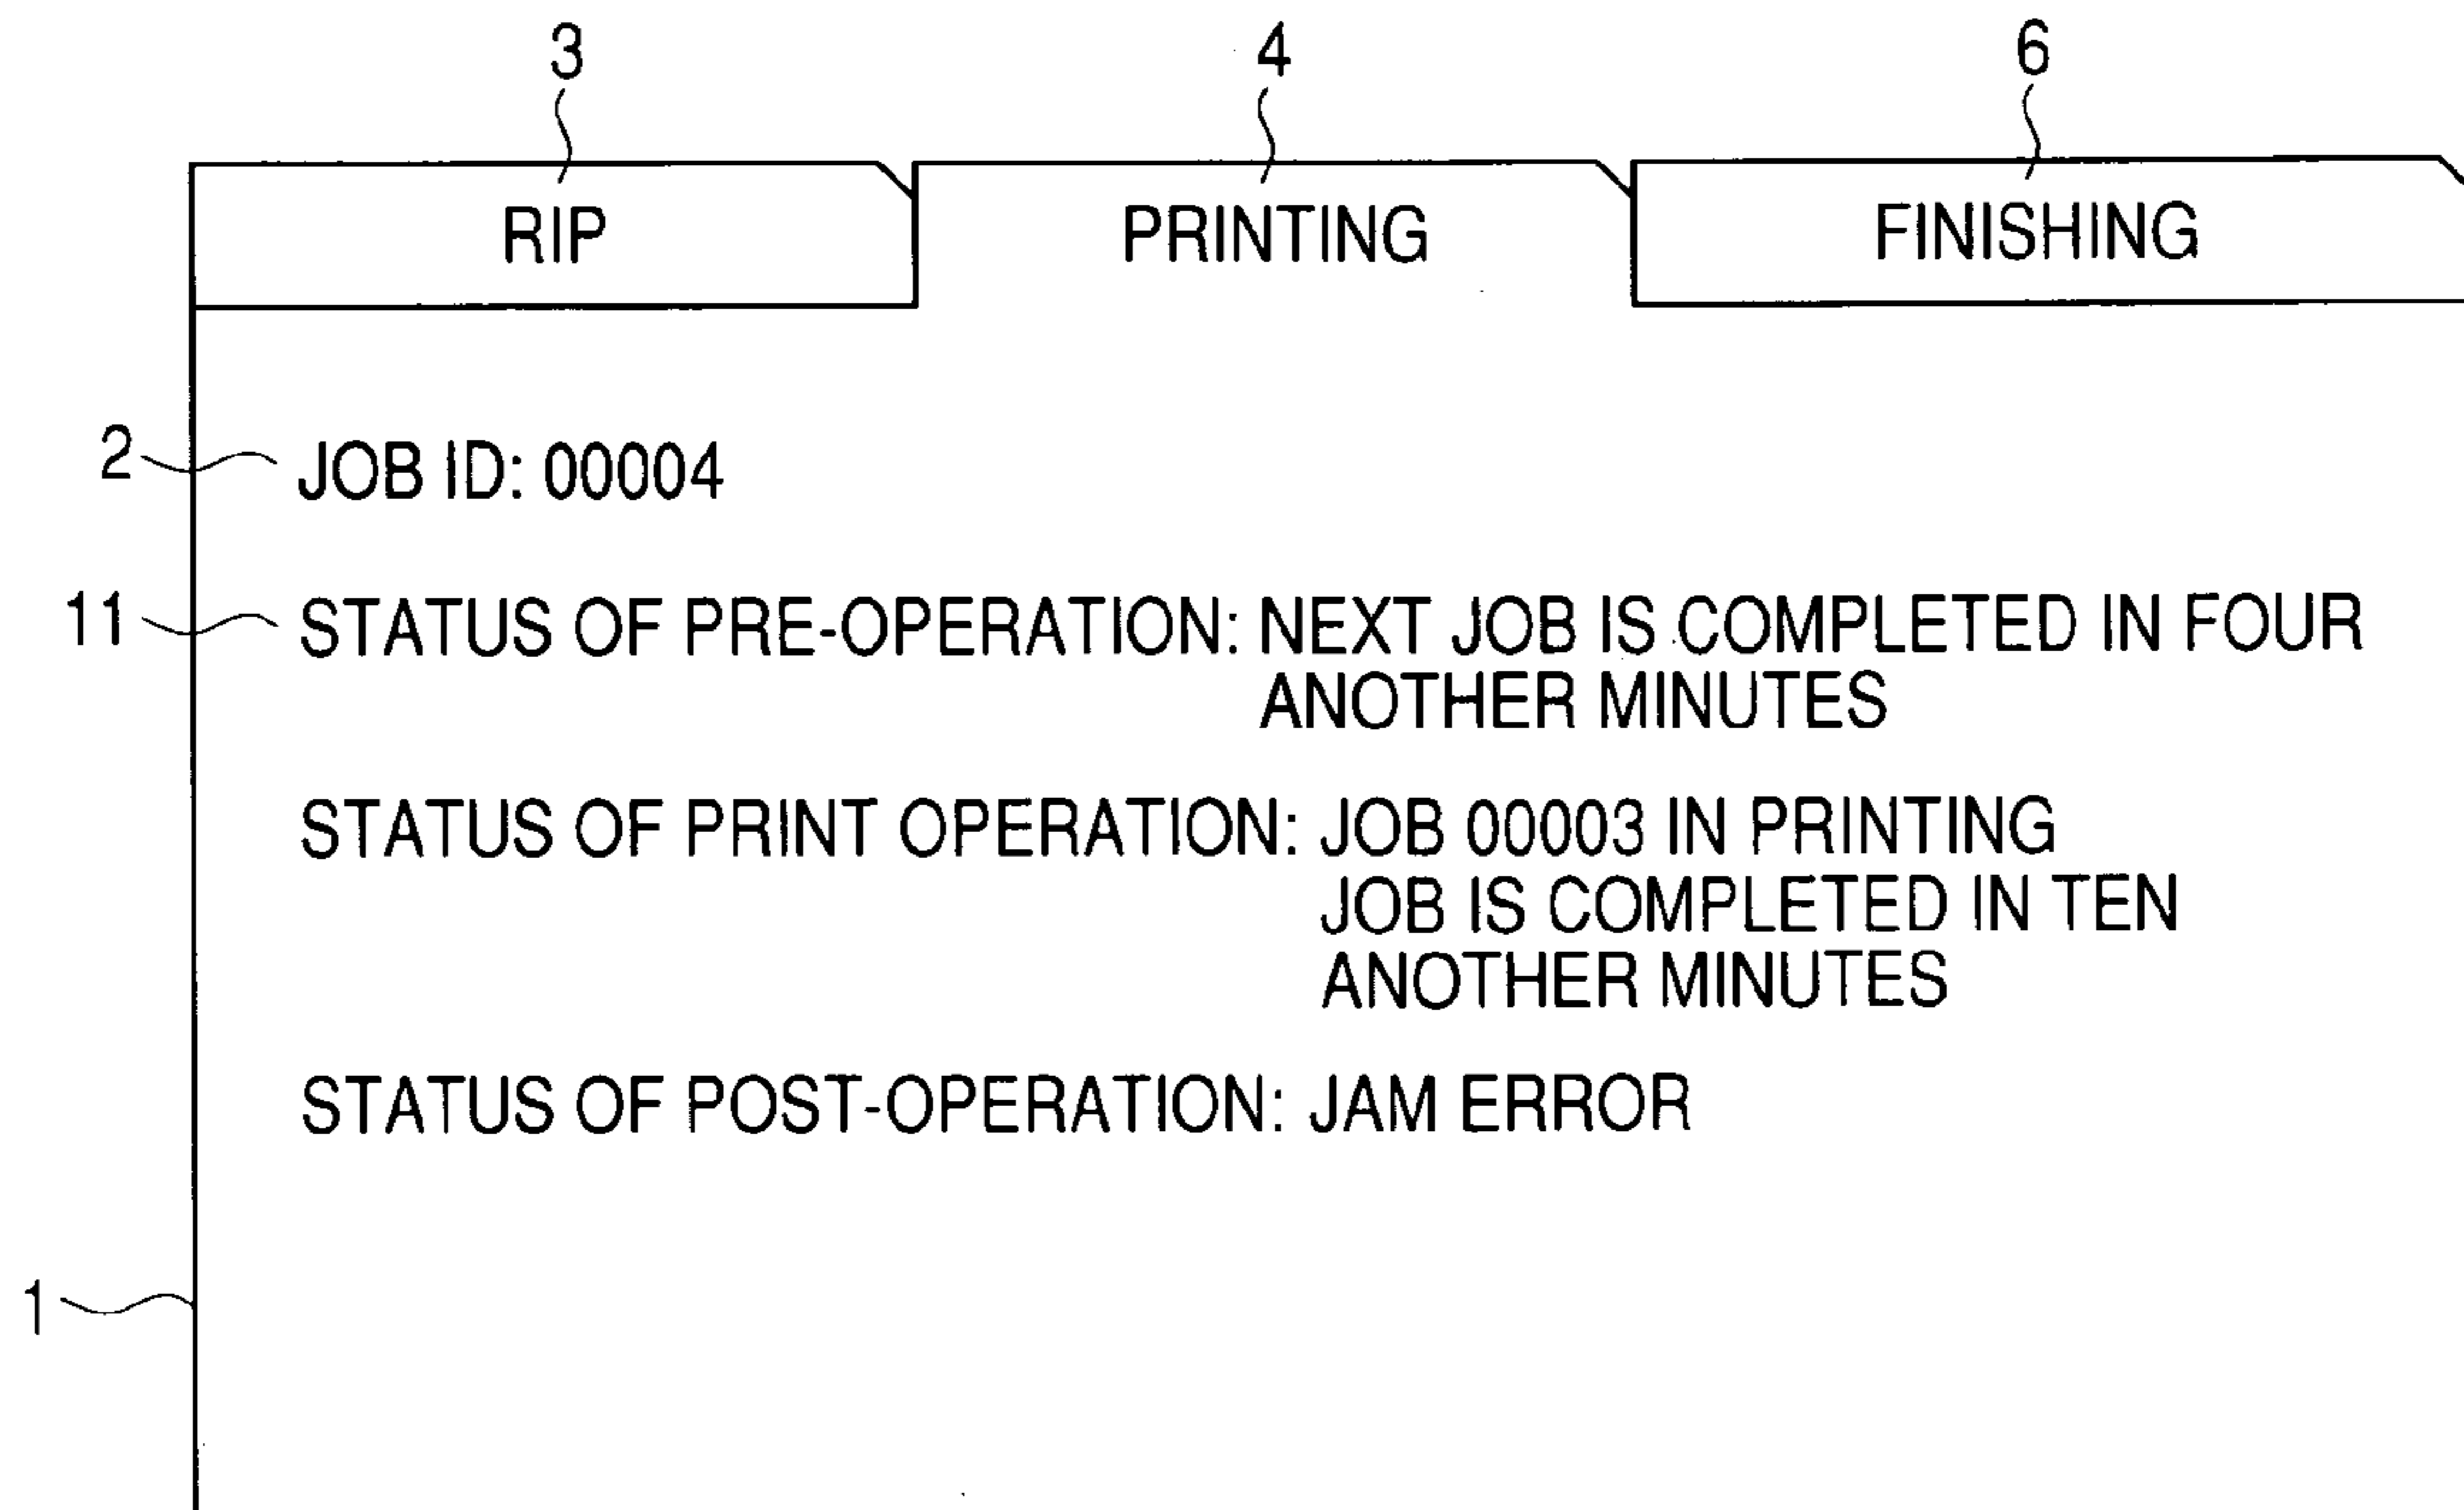 3 4 6
RIP PRINTING FINISHING
2 JOB ID: 00004
11 STATUS OF PRE-OPERATION: NEXT JOB IS COMPLETED IN FOUR
ANOTHER MINUTES
STATUS OF PRINT OPERATION: JOB 00003 IN PRINTING
JOB IS COMPLETED IN TEN
ANOTHER MINUTES
STATUS OF POST-OPERATION: JAM ERROR
1